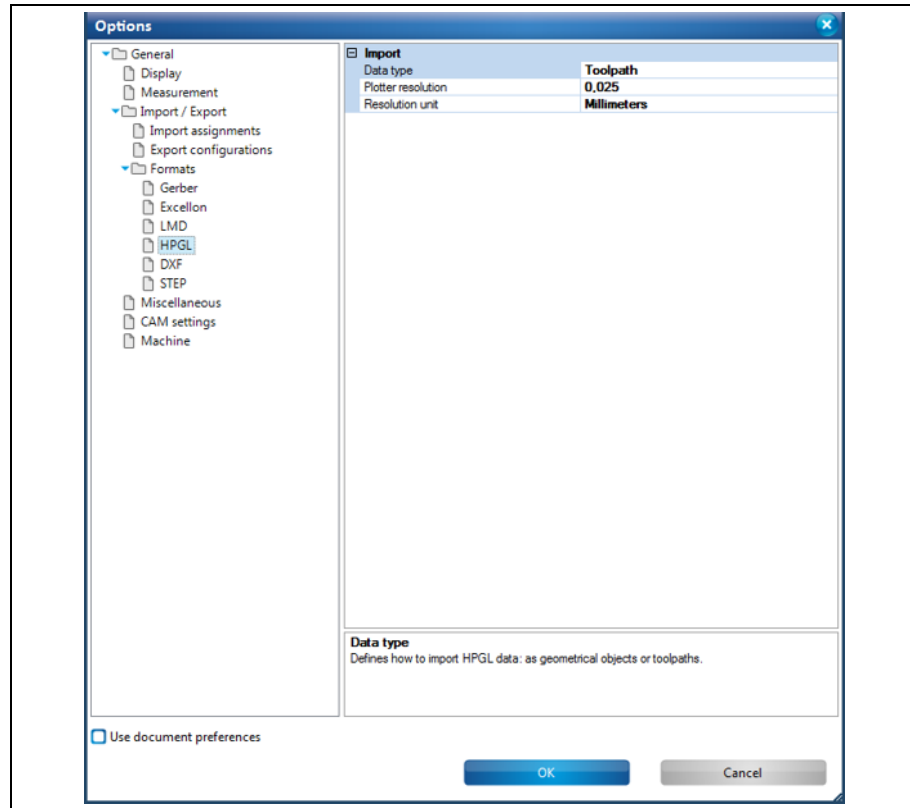 Options
General
Display
Measurement
Import / Export
Import assignments
Export configurations
Formats
Gerber
Excellon
LMD
HPGL
DXF
STEP
Miscellaneous
CAM settings
Machine
Import
Data type Toolpath
Plotter resolution 0,025
Resolution unit Millimeters
Data type
Defines how to import HPGL data: as geometrical objects or toolpaths.
Use document preferences
OK Cancel